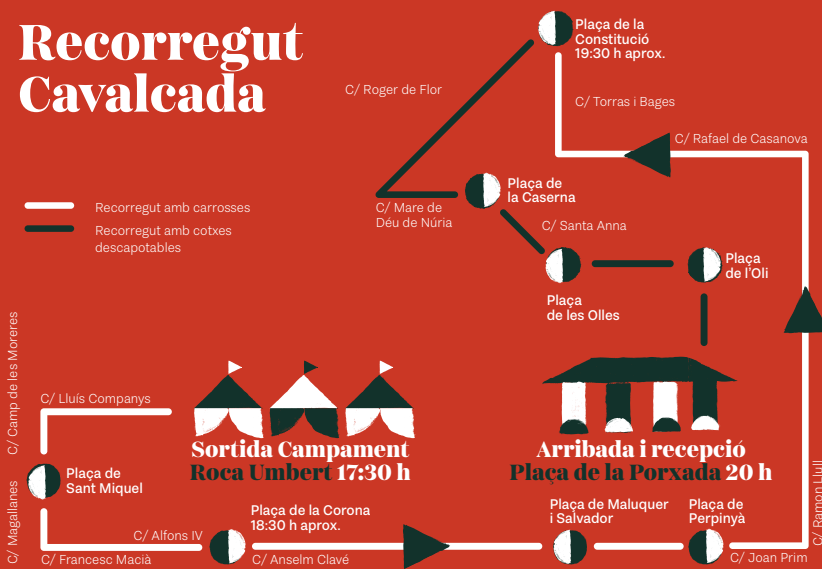 Recorregut
Cavalcada
Plaça de la
Constitució
19:30 h aprox.
C/ Roger de Flor
C/ Torras i Bages
C/ Rafael de Casanova
Plaça de
la Caserna
Recorregut amb carrosses
Recorregut amb cotxes
descapotables
C/ Mare de
Déu de Núria
C/ Santa Anna
Plaça
de l'Oli
Plaça
de les Olles
C/ Camp de les Moreres
C/ Lluís Companys
Sortida Campament
Roca Umbert 17:30 h
Arribada i recepció
Plaça de la Porxada 20 h
Plaça de
Sant Miquel
C/ Magallanes
Plaça de la Corona
18:30 h aprox.
Plaça de Maluquer
i Salvador
Plaça de
Perpinyà
C/ Ramon Llull
C/ Alfons IV
C/ Francesc Macià
C/ Anselm Clavé
C/ Joan Prim